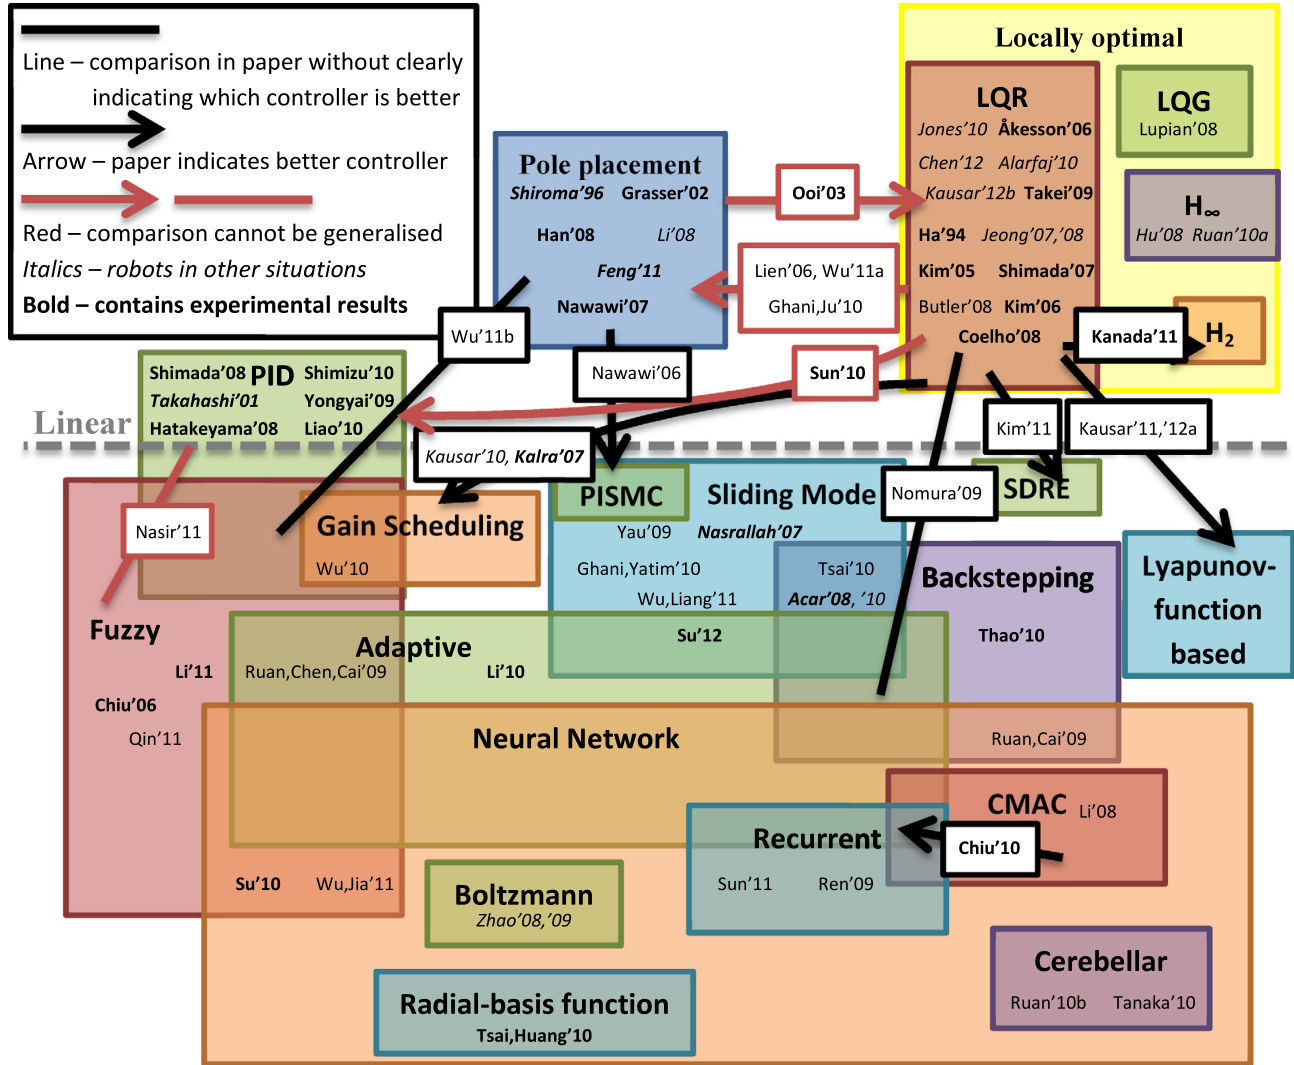 Line – comparison in paper without clearly
indicating which controller is better
Arrow – paper indicates better controller
Red – comparison cannot be generalised
Italics – robots in other situations
Bold – contains experimental results
Locally optimal
LQR
Jones’10 Åkesson’06
Chen’12 Alarfaj’10
Kausar’12b Takei’09
Ha’94 Jeong’07,’08
Kim’05 Shimada’07
Butler’08 Kim’06
Coelho’08
LQG
Lupian’08
H∞
Hu’08 Ruan’10a
H2
Kanada’11
Pole placement
Shiroma’96 Grasser’02
Han’08 Li’08
Feng’11
Nawawi’07
Ooi’03
Lien’06, Wu’11a
Ghani,Ju’10
Wu’11b
Nawawi’06
Sun’10
Shimada’08 PID Shimizu’10
Takahashi’01 Yongyai’09
Hatakeyama’08 Liao’10
Linear
Kausar’10, Kalra’07
Kim’11
Kausar’11,’12a
Nasir’11
Gain Scheduling
Wu’10
PISMC
Sliding Mode
Yau’09 Nasrallah’07
Ghani,Yatim’10 Tsai’10
Wu,Liang’11 Acar’08, ’10
Su’12
Nomura’09
SDRE
Backstepping
Thao’10
Ruan,Cai’09
Lyapunov-
function
based
Fuzzy
Li’11
Chiu’06
Qin’11
Adaptive
Ruan,Chen,Cai’09 Li’10
Neural Network
CMAC Li’08
Recurrent
Chiu’10
Sun’11 Ren’09
Su’10 Wu,Jia’11
Boltzmann
Zhao’08,’09
Cerebellar
Ruan’10b Tanaka’10
Radial-basis function
Tsai,Huang’10